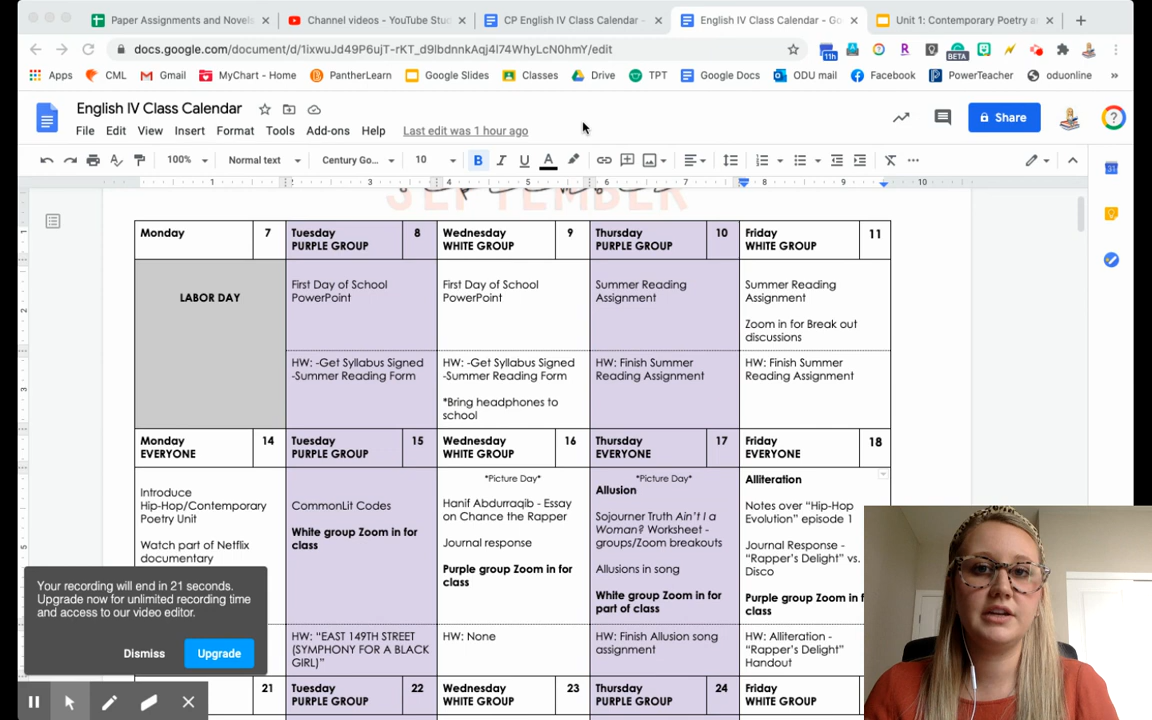 Paper Assignments and Novels
Channel videos - YouTube Stud
CP English IV Class Calendar -
English IV Class Calendar - Go
Unit 1: Contemporary Poetry a
docs.google.com/document/d/1ixwuJd49P6ujT-rKT_d9IbdnnkAqj4l74WhyLcN0hmY/edit
11h
BETA
Apps
CML
Gmail
MyChart - Home
PantherLearn
Google Slides
Classes
Drive
TPT
Google Docs
ODU mail
Facebook
PowerTeacher
oduonline
English IV Class Calendar
File Edit View Insert Format Tools Add-ons Help Last edit was 1 hour ago
Share
100% Normal text Century Go... 10 B I U A
1 2 3 4 5 6 7 8 9 10
SEPTEMBER
Monday 7
Tuesday 8
PURPLE GROUP
Wednesday 9
WHITE GROUP
Thursday 10
PURPLE GROUP
Friday 11
WHITE GROUP
LABOR DAY
First Day of School
PowerPoint
First Day of School
PowerPoint
Summer Reading
Assignment
Summer Reading
Assignment
Zoom in for Break out
discussions
HW: -Get Syllabus Signed
-Summer Reading Form
HW: -Get Syllabus Signed
-Summer Reading Form
*Bring headphones to
school
HW: Finish Summer
Reading Assignment
HW: Finish Summer
Reading Assignment
Monday 14
EVERYONE
Tuesday 15
PURPLE GROUP
Wednesday 16
WHITE GROUP
Thursday 17
EVERYONE
Friday 18
EVERYONE
Introduce
Hip-Hop/Contemporary
Poetry Unit
Watch part of Netflix
documentary
CommonLit Codes
White group Zoom in for
class
*Picture Day*
Hanif Abdurraqib - Essay
on Chance the Rapper
Journal response
Purple group Zoom in for
class
*Picture Day*
Allusion
Sojourner Truth Ain't I a
Woman? Worksheet -
groups/Zoom breakouts
Allusions in song
White group Zoom in for
part of class
Alliteration
Notes over "Hip-Hop
Evolution" episode 1
Journal Response -
"Rapper's Delight" vs.
Disco
Purple group Zoom in f
class
HW: "EAST 149TH STREET
(SYMPHONY FOR A BLACK
GIRL)"
HW: None
HW: Finish Allusion song
assignment
HW: Alliteration -
"Rapper's Delight"
Handout
21
Tuesday 22
PURPLE GROUP
Wednesday 23
WHITE GROUP
Thursday 24
PURPLE GROUP
Friday
WHITE GROUP
Your recording will end in 21 seconds.
Upgrade now for unlimited recording time
and access to our video editor.
Dismiss
Upgrade